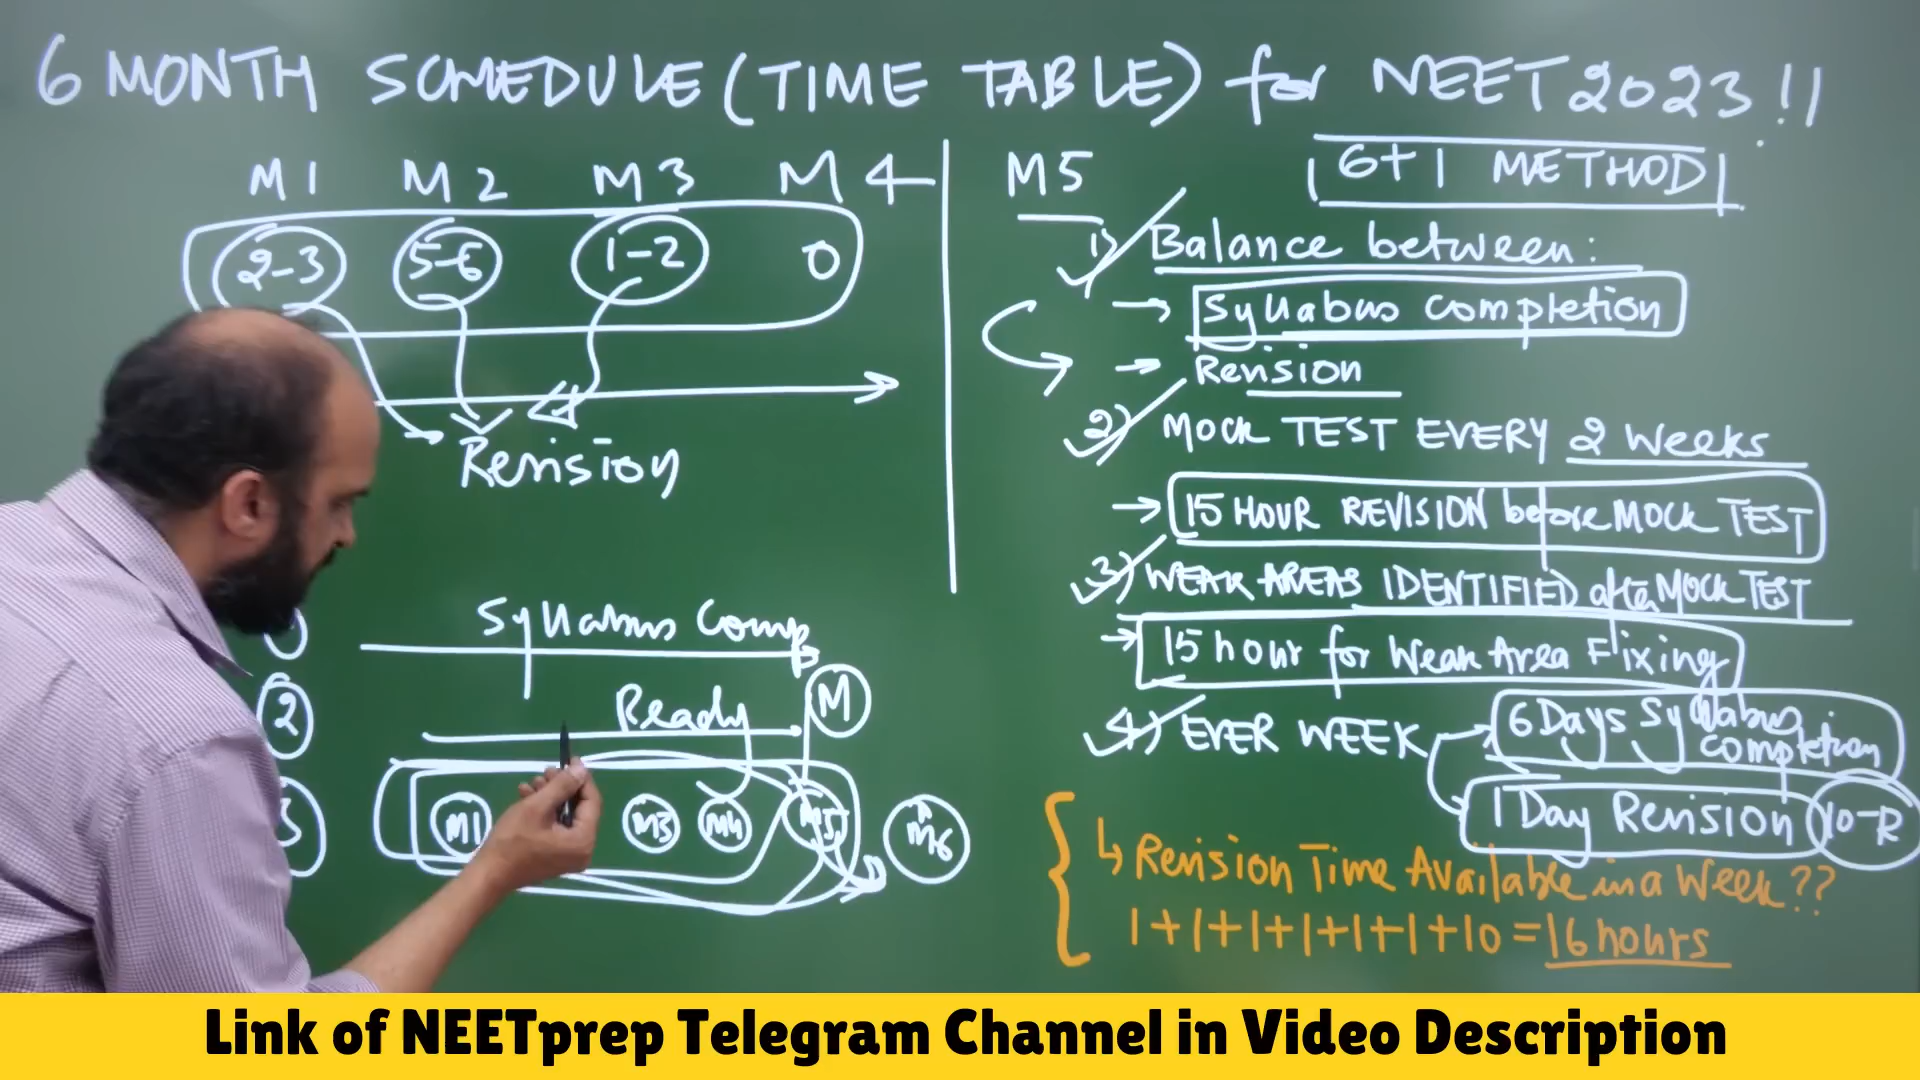 6 MONTH SCHEDULE (TIME TABLE) for NEET 2023 !!
M1 M2 M3 M4
2-3 5-6 1-2 0
Revision
Syllabus Comp
2 Ready M
3 M1 M3 M4 M5 M6
M5 6+1 METHOD
1) Balance between:
→ Syllabus completion
→ Revision
2) MOCK TEST EVERY 2 Weeks
→ 15 HOUR REVISION before MOCK TEST
3) WEAK AREAS IDENTIFIED after MOCK TEST
→ 15 hour for Weak Area Fixing
4) EVER WEEK 6 Days Syllabus completion
1 Day Revision 10-R
↳ Revision Time Available in a Week??
1+1+1+1+1+1+10 = 16 hours
Link of NEETprep Telegram Channel in Video Description